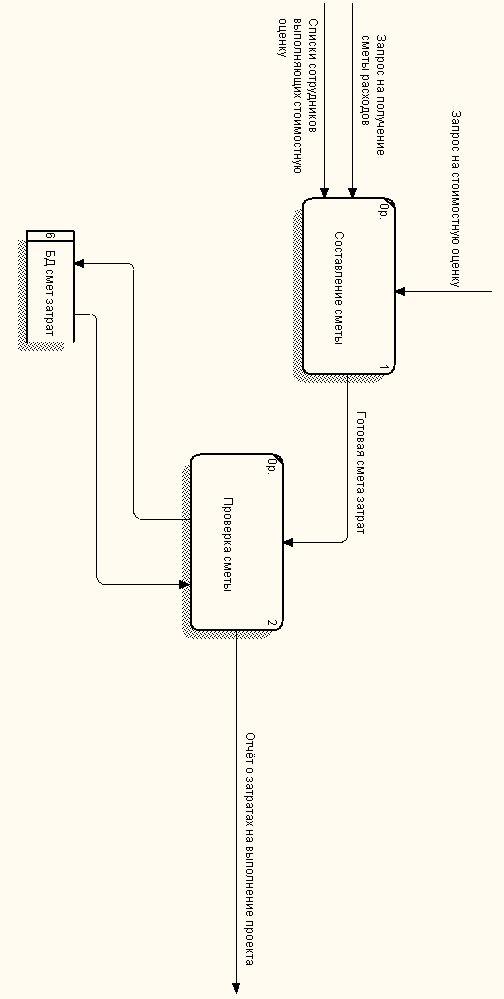 Запрос на стоимостную оценку
Запрос на получение
сметы расходов
Списки сотрудников
выполняющих стоимостную
оценку
0р.
Составление сметы
1
Готовая смета затрат
0р.
Проверка сметы
2
6
БД смет затрат
Отчёт о затратах на выполнение проекта